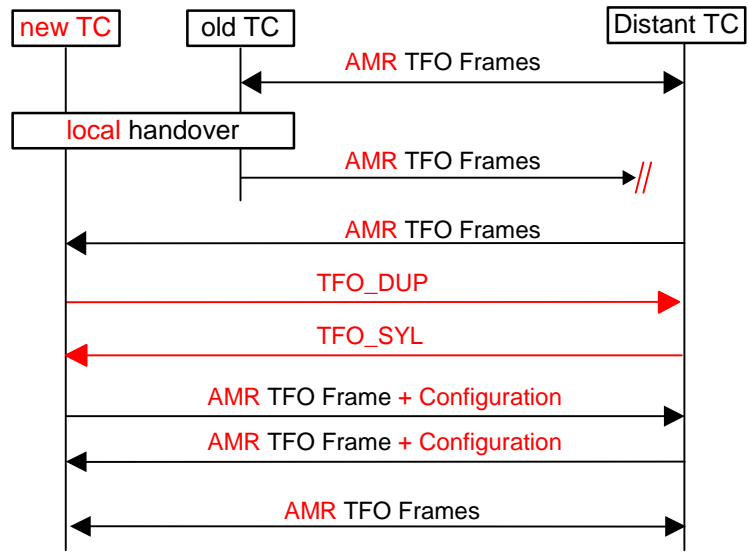 new TC
old TC
Distant TC
AMR TFO Frames
local handover
AMR TFO Frames
//
AMR TFO Frames
TFO_DUP
TFO_SYL
AMR TFO Frame + Configuration
AMR TFO Frame + Configuration
AMR TFO Frames